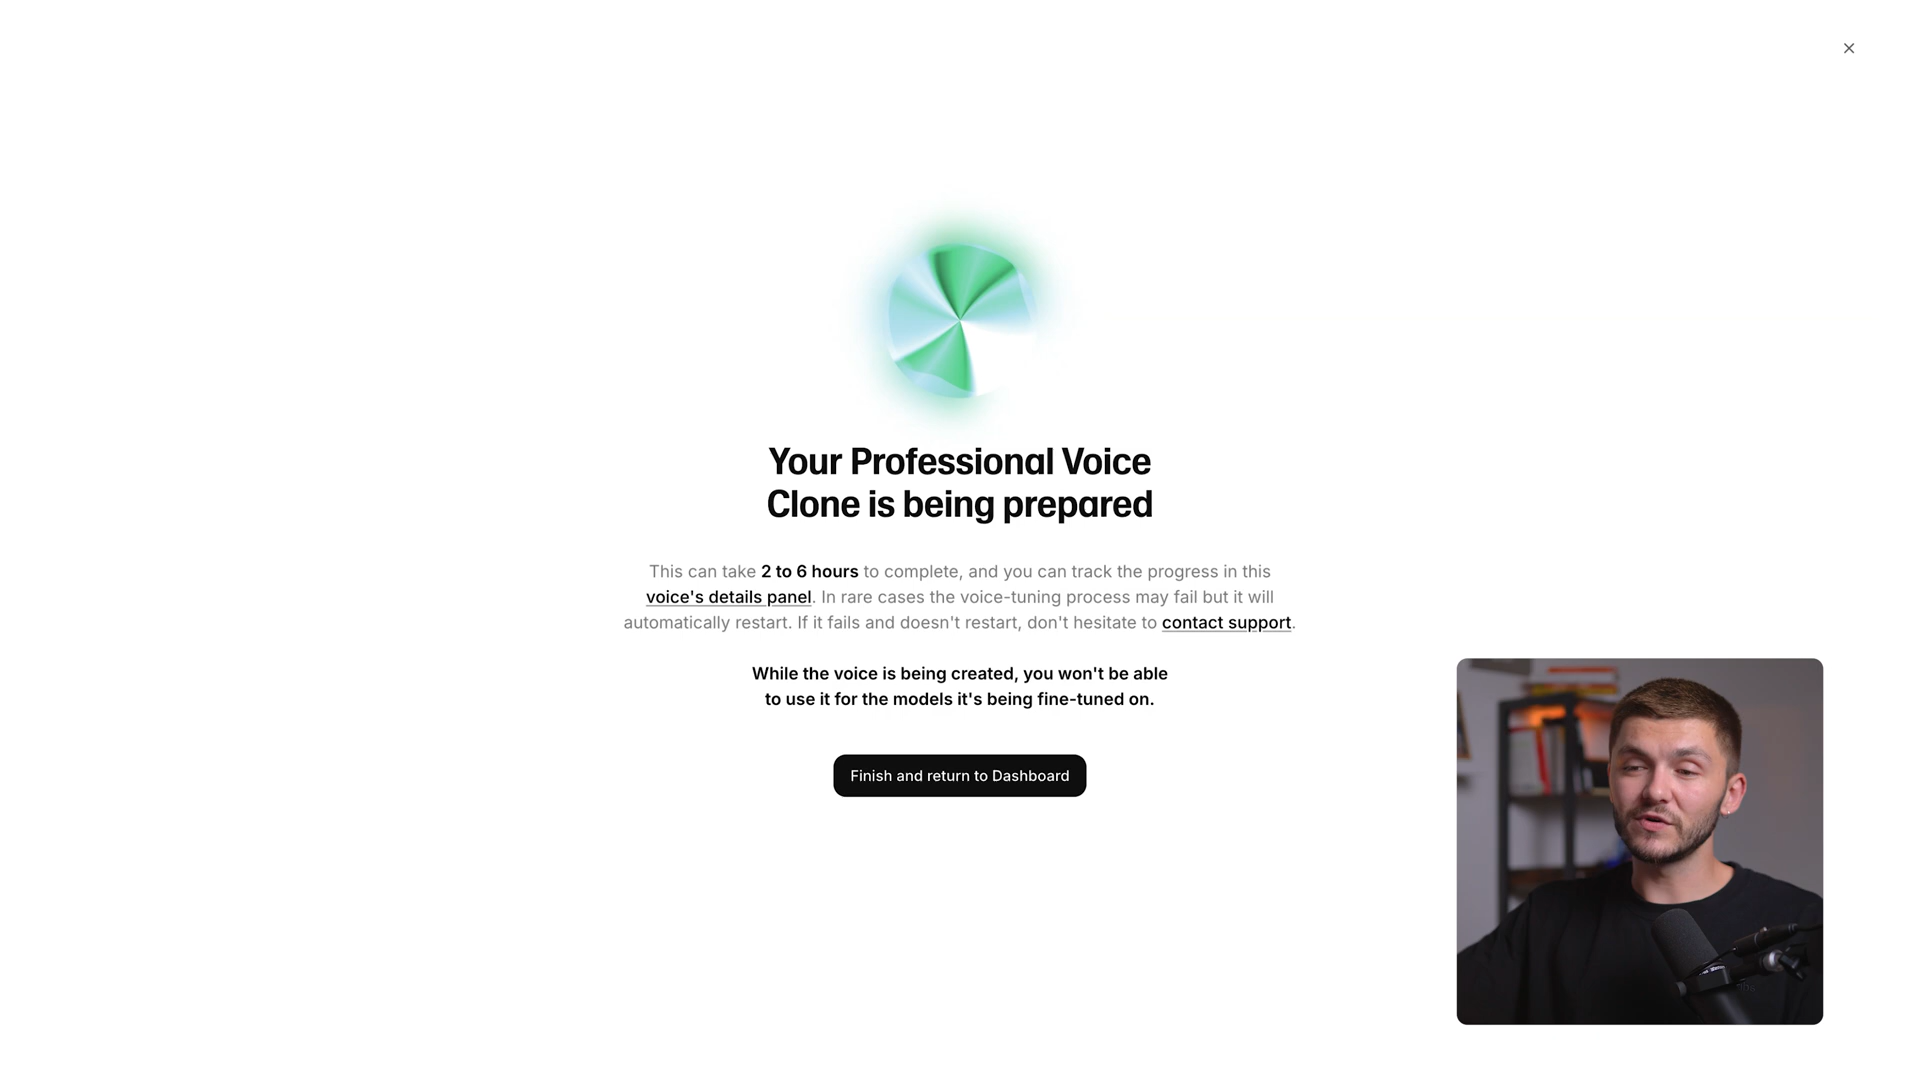 Your Professional Voice
Clone is being prepared
This can take 2 to 6 hours to complete, and you can track the progress in this
voice's details panel. In rare cases the voice-tuning process may fail but it will
automatically restart. If it fails and doesn't restart, don't hesitate to contact support.
While the voice is being created, you won't be able
to use it for the models it's being fine-tuned on.
Finish and return to Dashboard